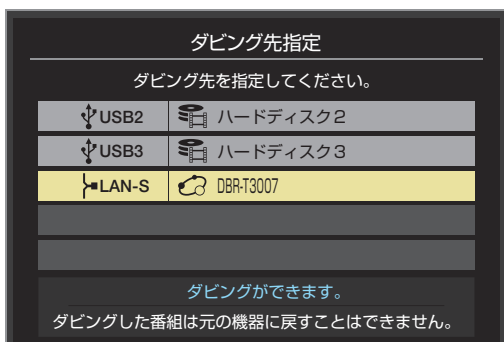 ダビング先指定
ダビング先を指定してください。
USB2 ハードディスク2
USB3 ハードディスク3
LAN-S DBR-T3007
ダビングができます。
ダビングした番組は元の機器に戻すことはできません。